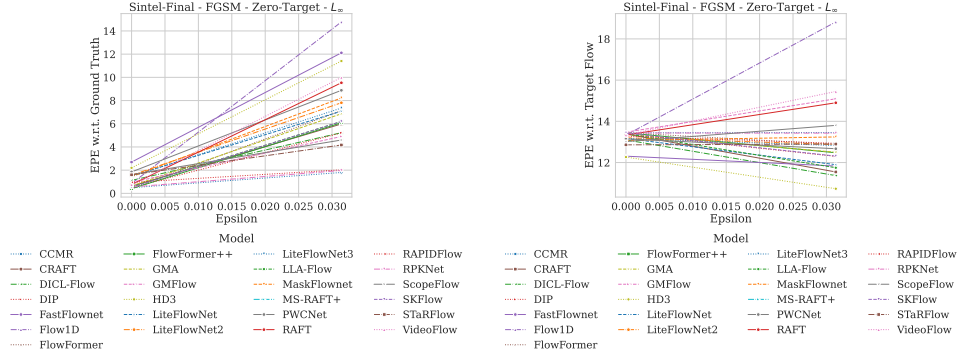 Sintel-Final - FGSM - Zero-Target - L∞
EPE w.r.t. Ground Truth
14
12
10
8
6
4
2
0
0.000 0.005 0.010 0.015 0.020 0.025 0.030
Epsilon
Model
CCMR FlowFormer++ LiteFlowNet3 RAPIDFlow
CRAFT GMA LLA-Flow RPKNet
DICL-Flow GMFlow MaskFlownet ScopeFlow
DIP HD3 MS-RAFT+ SKFlow
FastFlownet LiteFlowNet PWCNet STaRFlow
Flow1D LiteFlowNet2 RAFT VideoFlow
FlowFormer
Sintel-Final - FGSM - Zero-Target - L∞
EPE w.r.t. Target Flow
18
16
14
12
0.000 0.005 0.010 0.015 0.020 0.025 0.030
Epsilon
Model
CCMR FlowFormer++ LiteFlowNet3 RAPIDFlow
CRAFT GMA LLA-Flow RPKNet
DICL-Flow GMFlow MaskFlownet ScopeFlow
DIP HD3 MS-RAFT+ SKFlow
FastFlownet LiteFlowNet PWCNet STaRFlow
Flow1D LiteFlowNet2 RAFT VideoFlow
FlowFormer